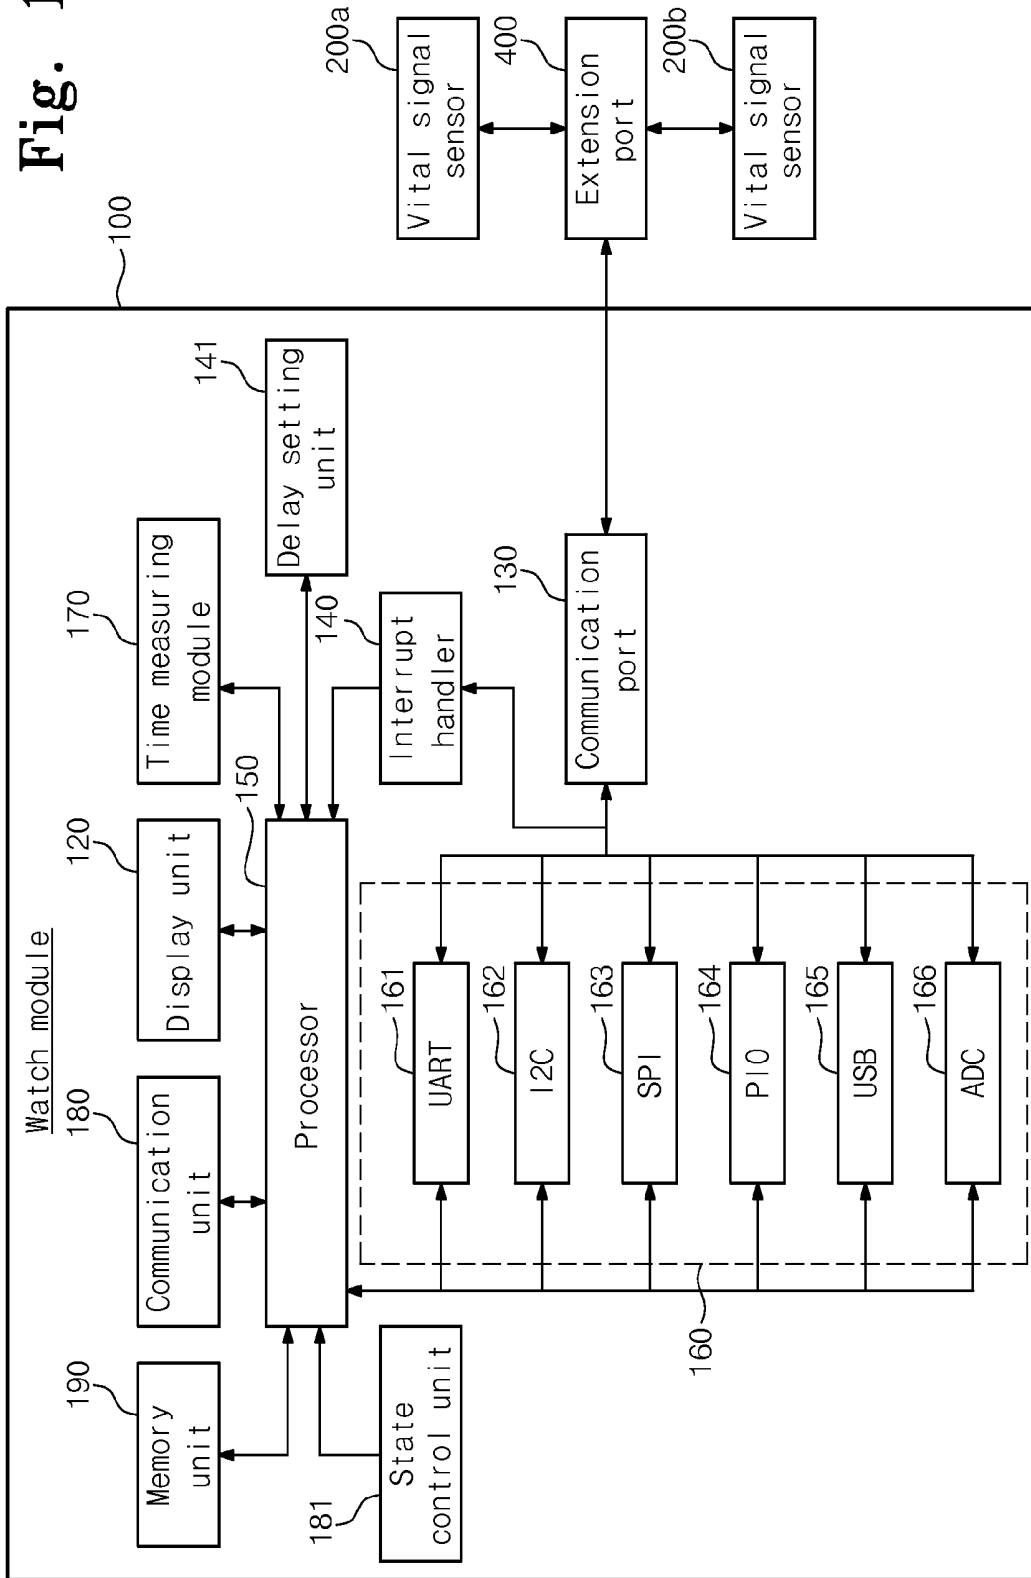 Fig. 1
Watch module
100
190
Memory
unit
180
Communication
unit
120
Display unit
170
Time measuring
module
150
Processor
141
Delay setting
unit
181
State
control unit
140
Interrupt
handler
161
UART
162
I2C
163
SPI
164
PIO
165
USB
166
ADC
160
130
Communication
port
200a
Vital signal
sensor
400
Extension
port
200b
Vital signal
sensor